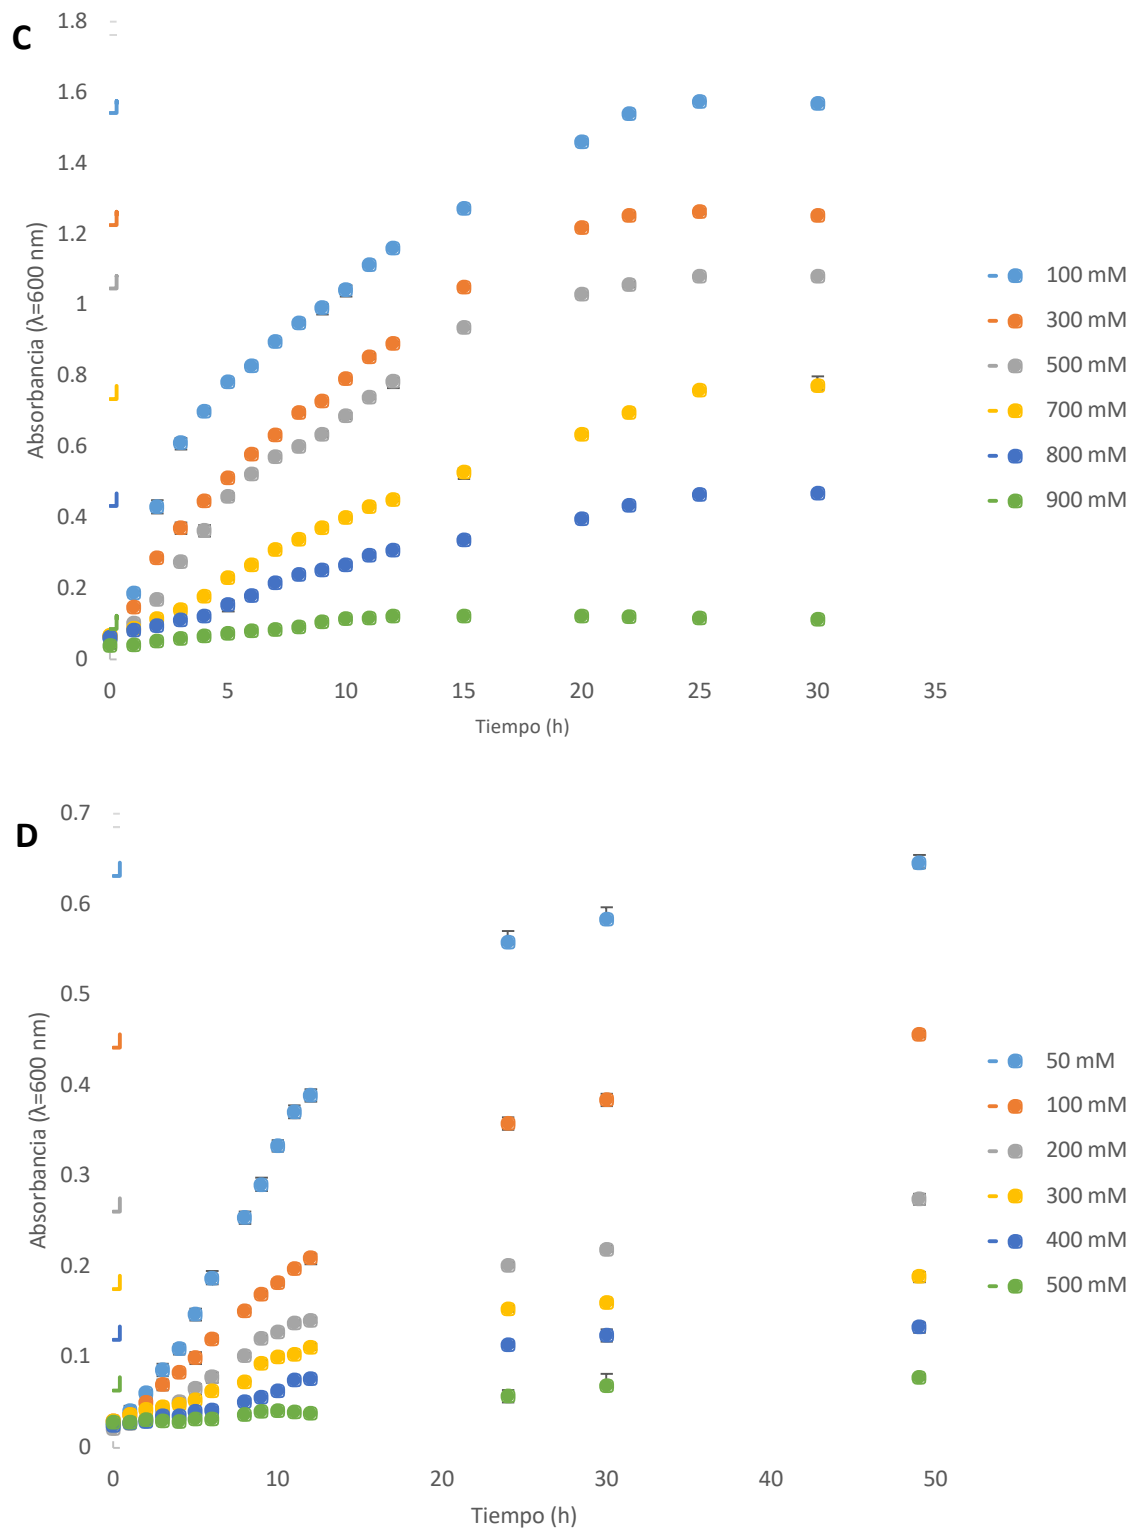 C
1.8
1.6
1.4
1.2
1
0.8
0.6
0.4
0.2
0
Absorbancia (λ=600 nm)
0 5 10 15 20 25 30 35
Tiempo (h)
100 mM
300 mM
500 mM
700 mM
800 mM
900 mM
D
0.7
0.6
0.5
0.4
0.3
0.2
0.1
0
Absorbancia (λ=600 nm)
0 10 20 30 40 50
Tiempo (h)
50 mM
100 mM
200 mM
300 mM
400 mM
500 mM